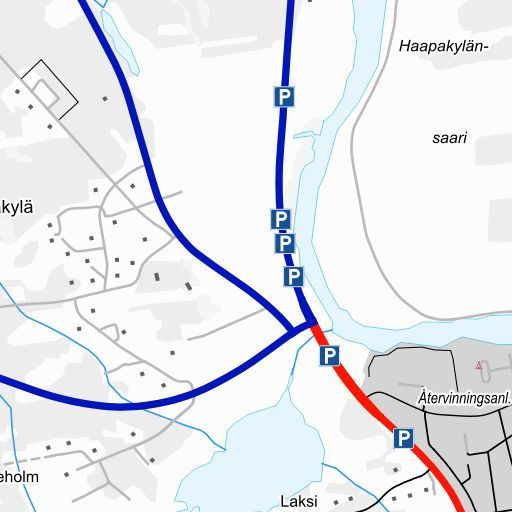 Haapakylän-
P
saari
kylä
P
P
P
P
Återvinningsanl.
P
eholm
Laksi